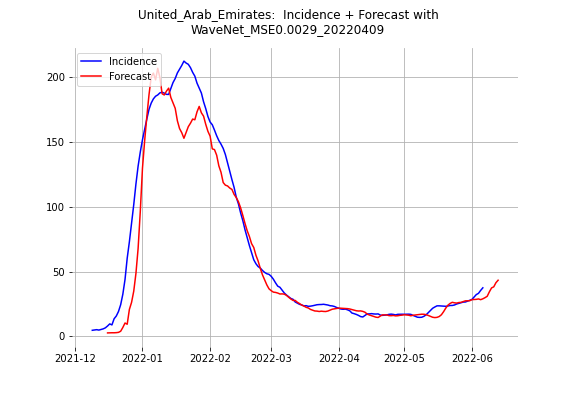 United_Arab_Emirates:  Incidence + Forecast with
WaveNet_MSE0.0029_20220409
Incidence
Forecast
200
150
100
50
0
2021-12 2022-01 2022-02 2022-03 2022-04 2022-05 2022-06